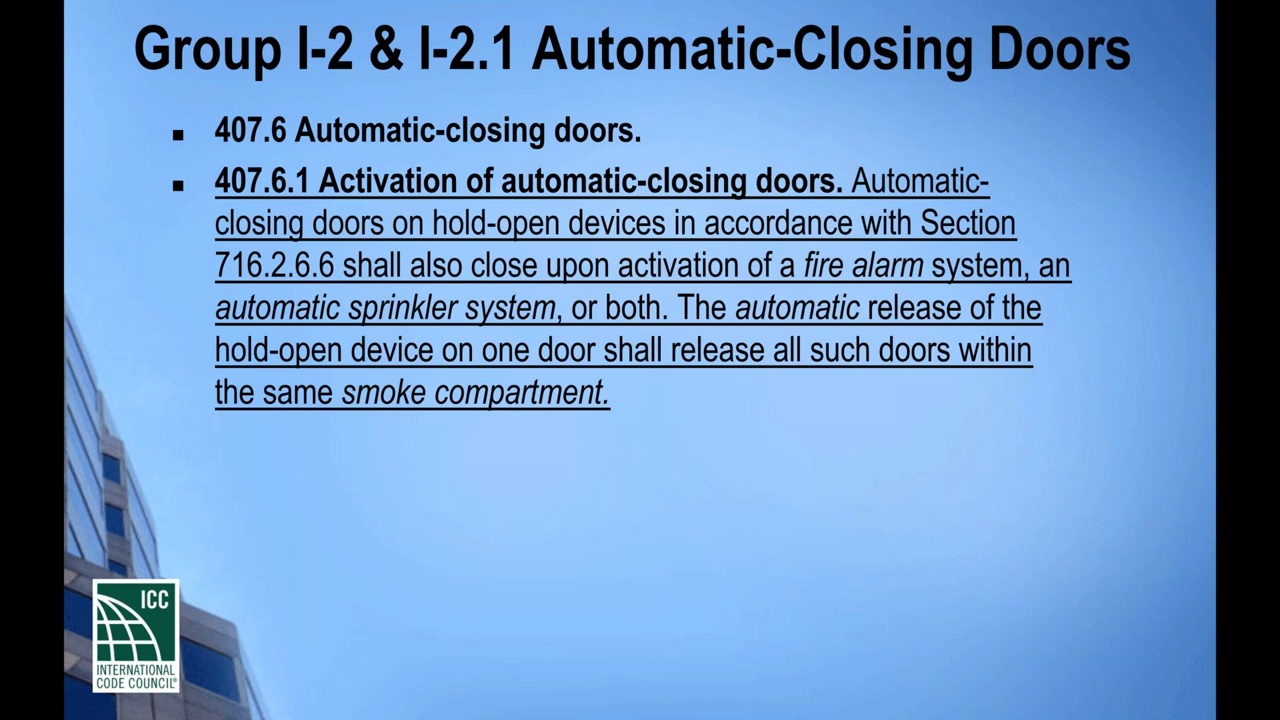 Group I-2 & I-2.1 Automatic-Closing Doors
407.6 Automatic-closing doors.
407.6.1 Activation of automatic-closing doors. Automatic-
closing doors on hold-open devices in accordance with Section
716.2.6.6 shall also close upon activation of a fire alarm system, an
automatic sprinkler system, or both. The automatic release of the
hold-open device on one door shall release all such doors within
the same smoke compartment.
ICC
INTERNATIONAL
CODE COUNCIL®